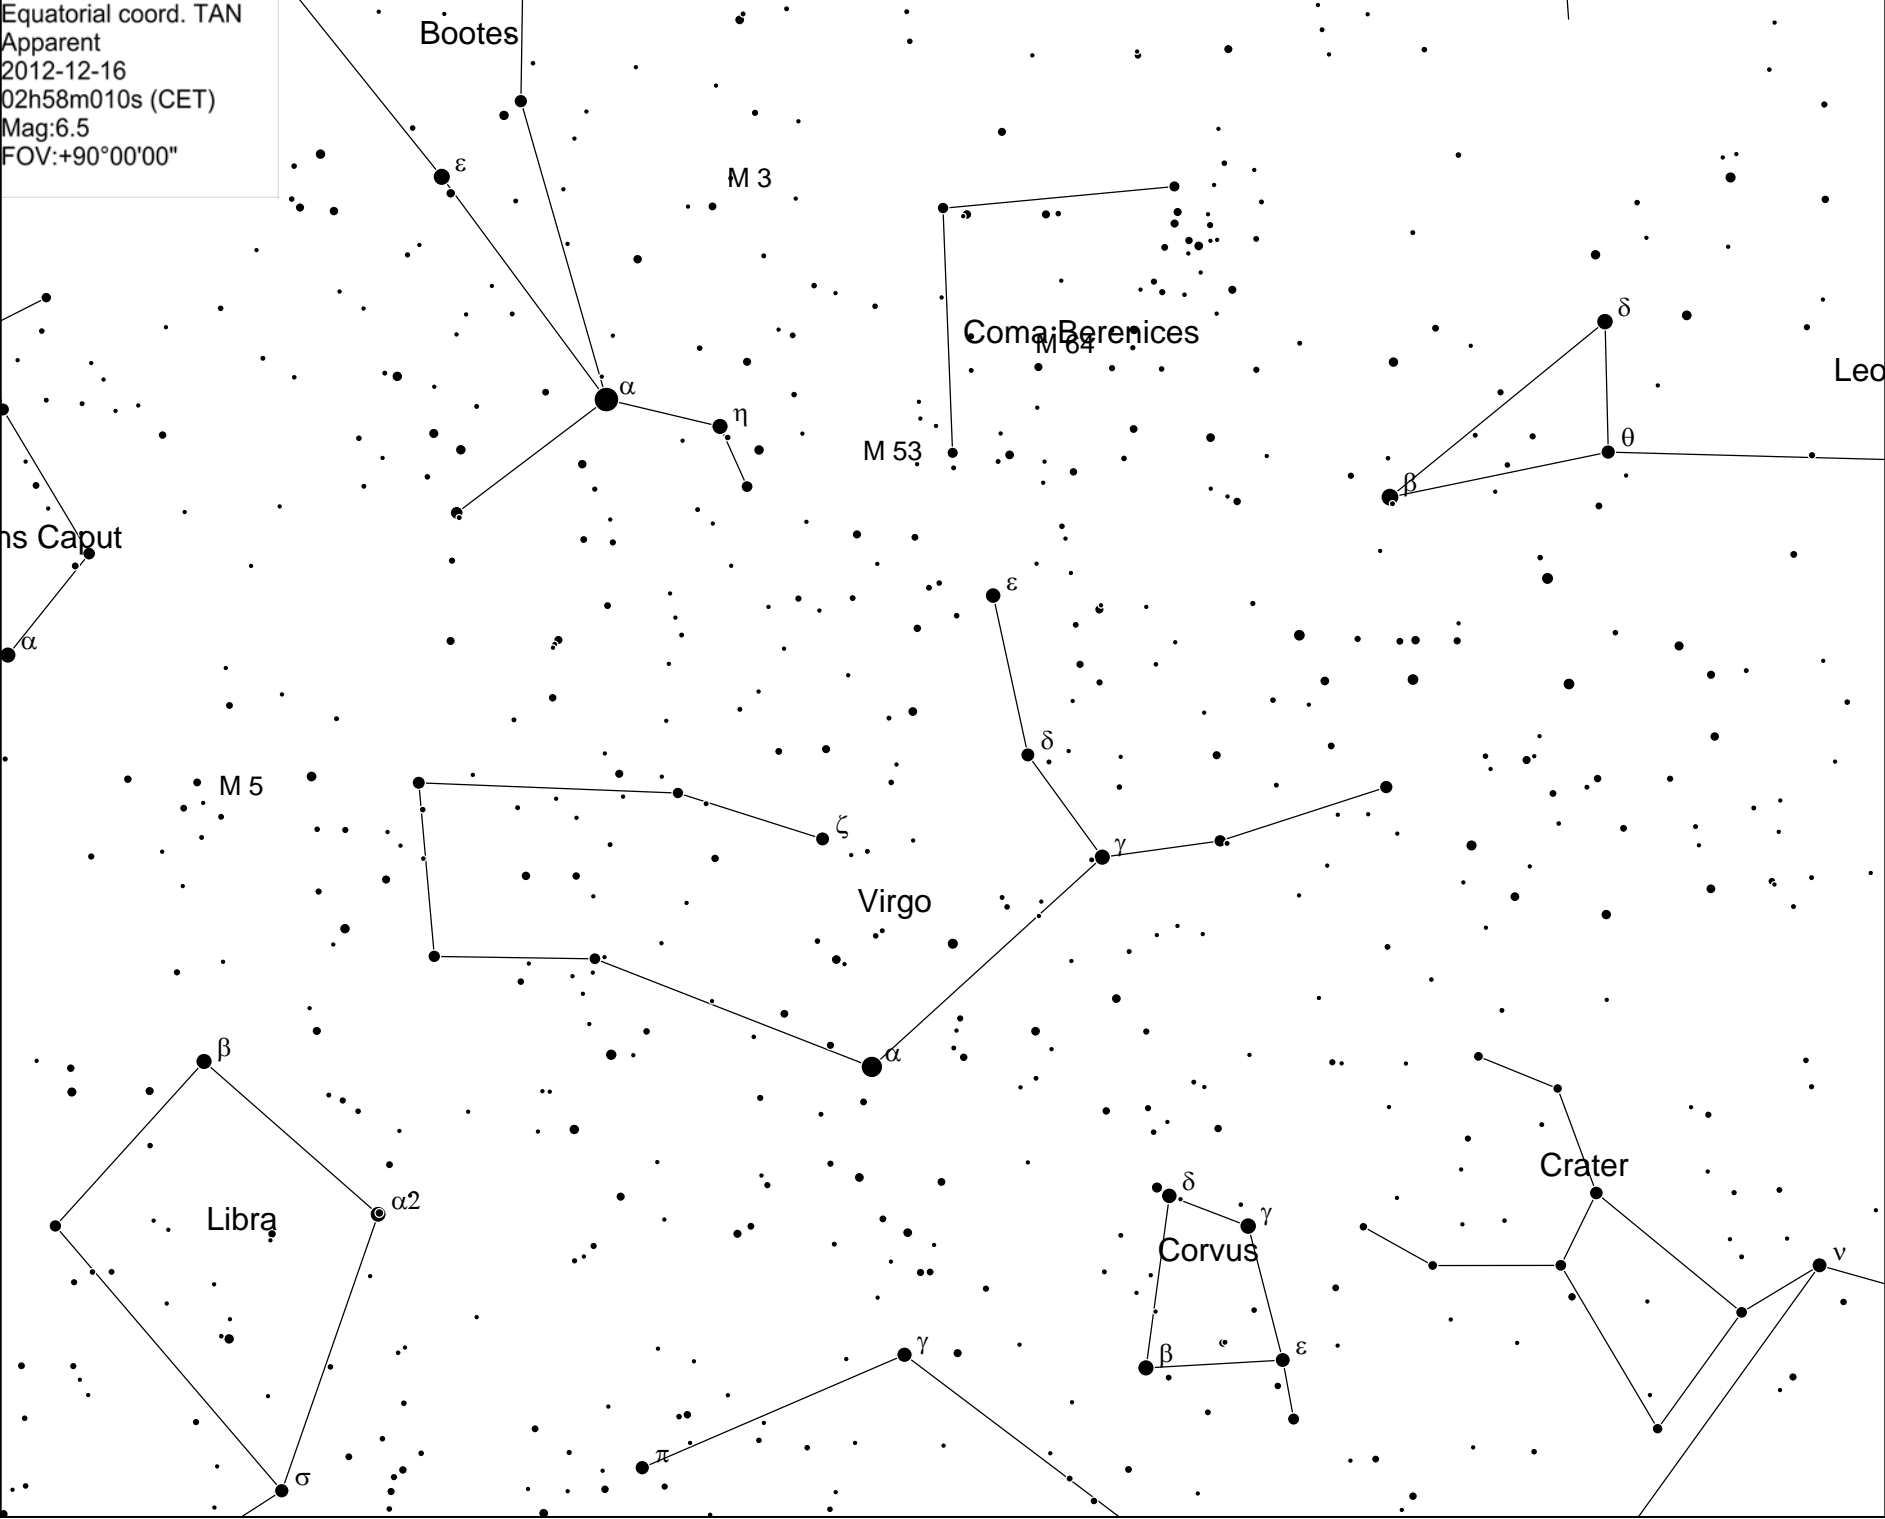 Equatorial coord. TAN
Apparent
2012-12-16
02h58m010s (CET)
Mag:6.5
FOV:+90°00'00"
Bootes
ε
M 3
δ
Coma Berenices
M 64
Leo
α
η
θ
M 53
β
ns Caput
ε
α
δ
M 5
ζ
γ
Virgo
β
α
Crater
δ
α2
Libra
γ
Corvus
ν
γ
β
ε
π
σ